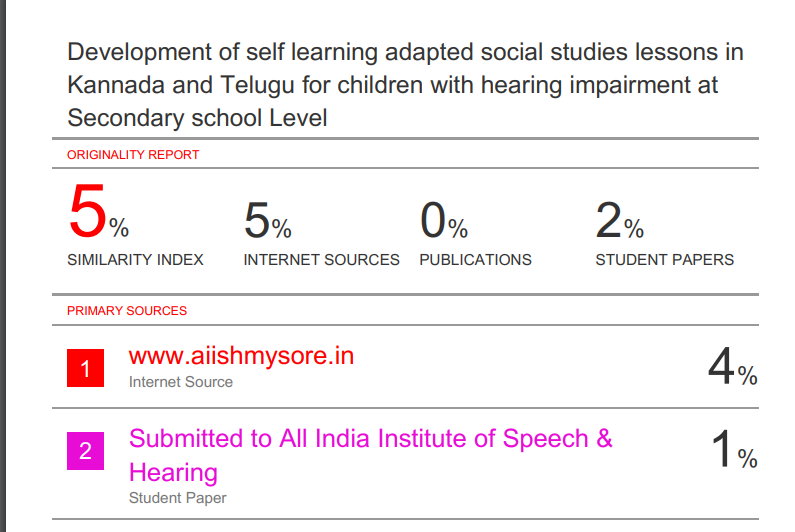 Development of self learning adapted social studies lessons in
Kannada and Telugu for children with hearing impairment at
Secondary school Level
ORIGINALITY REPORT
5% 5% 0% 2%
SIMILARITY INDEX INTERNET SOURCES PUBLICATIONS STUDENT PAPERS
PRIMARY SOURCES
1 www.aiishmysore.in 4%
Internet Source
2 Submitted to All India Institute of Speech & 1%
Hearing
Student Paper